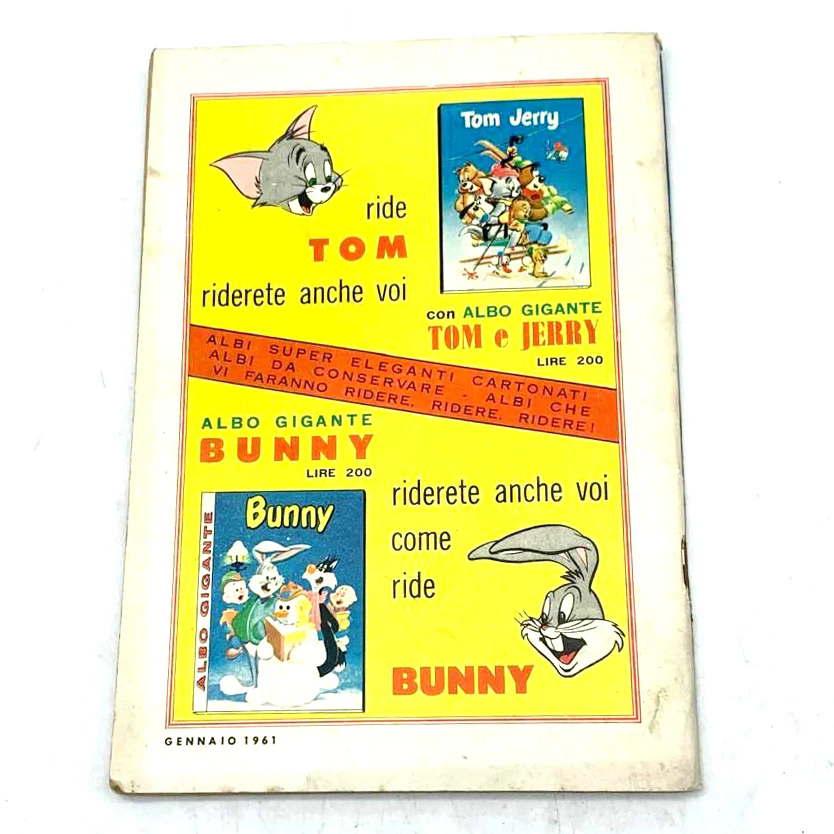 Tom Jerry
ride
TOM
riderete anche voi
con ALBO GIGANTE
TOM e JERRY
LIRE 200
ALBI SUPER ELEGANTI CARTONATI
ALBI DA CONSERVARE - ALBI CHE
VI FARANNO RIDERE, RIDERE, RIDERE!
ALBO GIGANTE
BUNNY
LIRE 200
ALBO GIGANTE
Bunny
riderete anche voi
come
ride
BUNNY
GENNAIO 1961